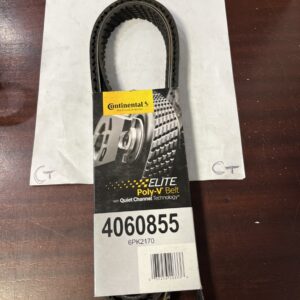 Continental
ELITE
Poly-V® Belt
with Quiet Channel Technology®
4060855
6PK2170
CT
CT